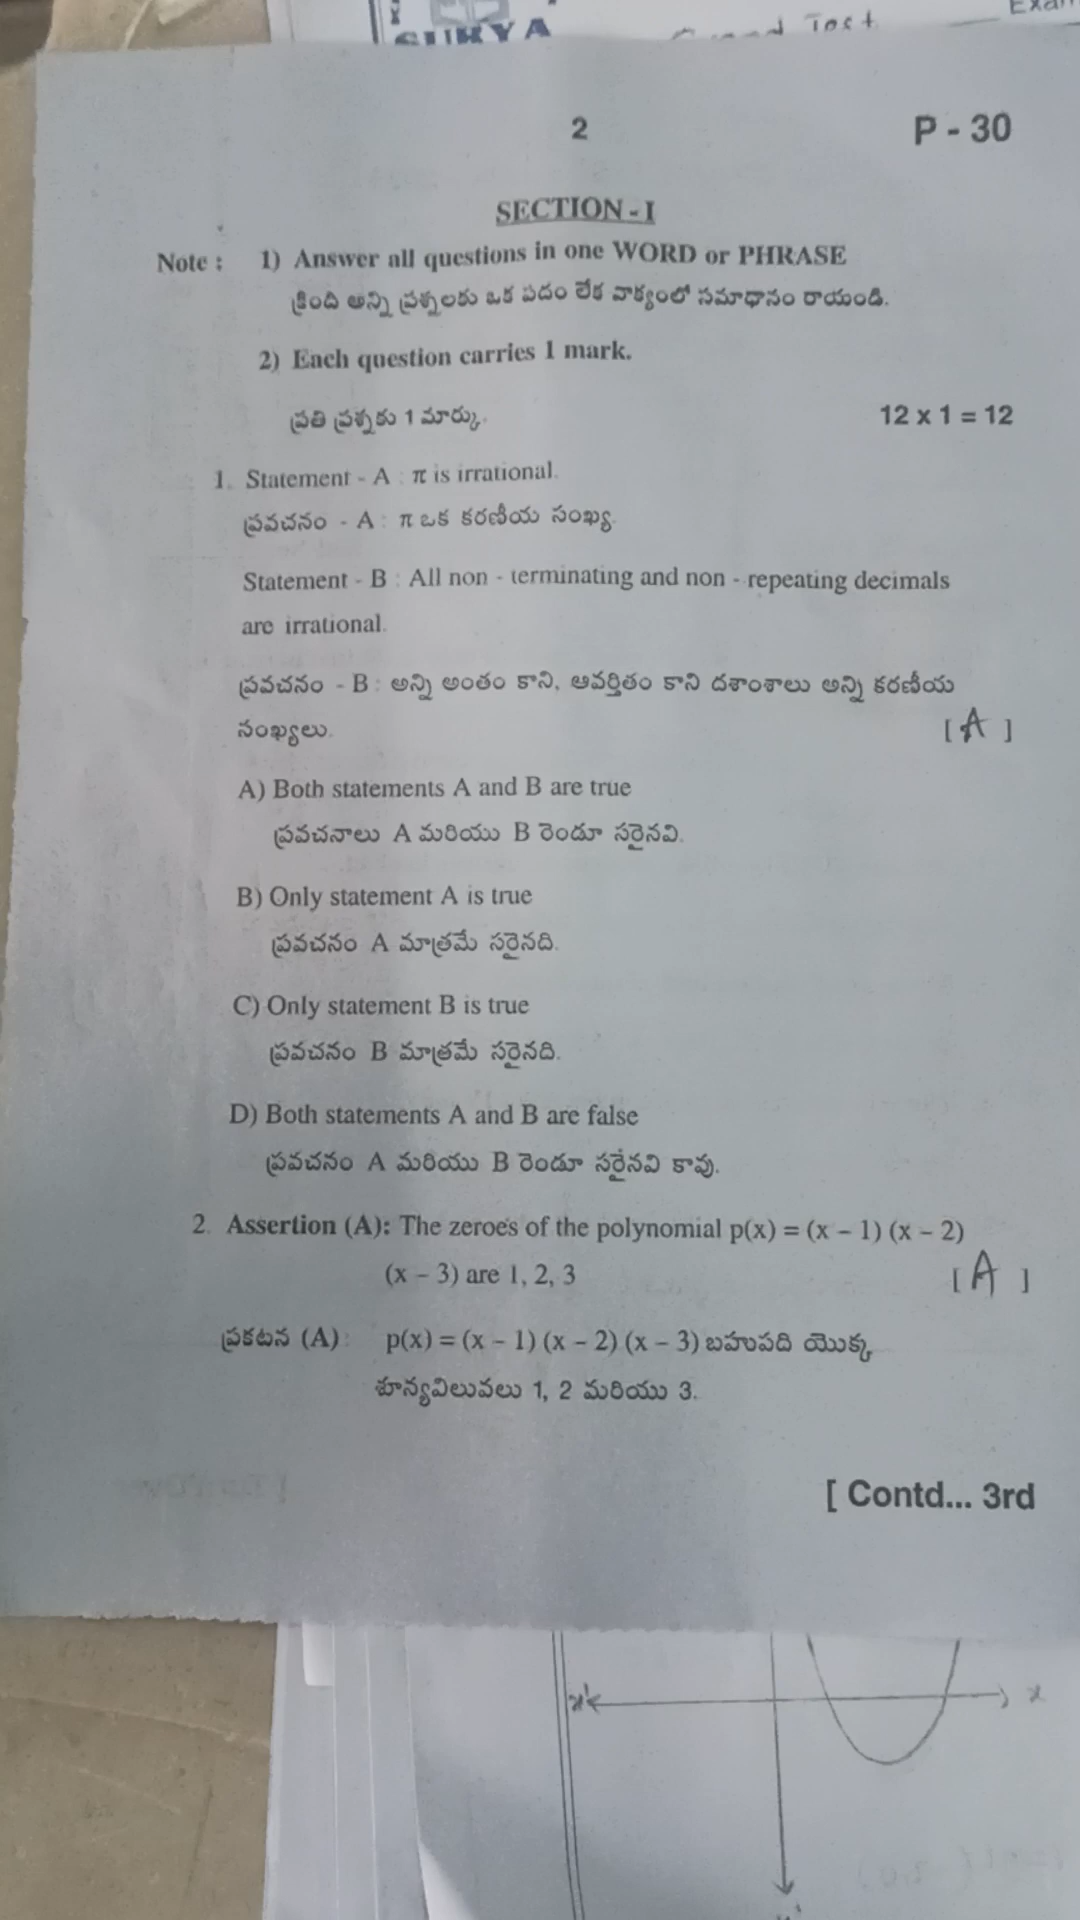 SURYA
Test
2
P - 30
SECTION - I
Note : 1) Answer all questions in one WORD or PHRASE
క్రింది అన్ని ప్రశ్నలకు ఒక పదం లేక వాక్యంలో సమాధానం రాయండి.
2) Each question carries 1 mark.
ప్రతి ప్రశ్నకు 1 మార్కు. 12 x 1 = 12
1. Statement - A : π is irrational.
ప్రవచనం - A : π ఒక కరణీయ సంఖ్య.
Statement - B : All non - terminating and non - repeating decimals
are irrational.
ప్రవచనం - B : అన్ని అంతం కాని, ఆవర్తితం కాని దశాంశాలు అన్ని కరణీయ
సంఖ్యలు. [ A ]
A) Both statements A and B are true
ప్రవచనాలు A మరియు B రెండూ సరైనవి.
B) Only statement A is true
ప్రవచనం A మాత్రమే సరైనది.
C) Only statement B is true
ప్రవచనం B మాత్రమే సరైనది.
D) Both statements A and B are false
ప్రవచనం A మరియు B రెండూ సరైనవి కావు.
2. Assertion (A): The zeroes of the polynomial p(x) = (x – 1) (x – 2)
(x – 3) are 1, 2, 3 [ A ]
ప్రకటన (A) : p(x) = (x – 1) (x – 2) (x – 3) బహుపది యొక్క
శూన్యవిలువలు 1, 2 మరియు 3.
[ Contd... 3rd
x' x